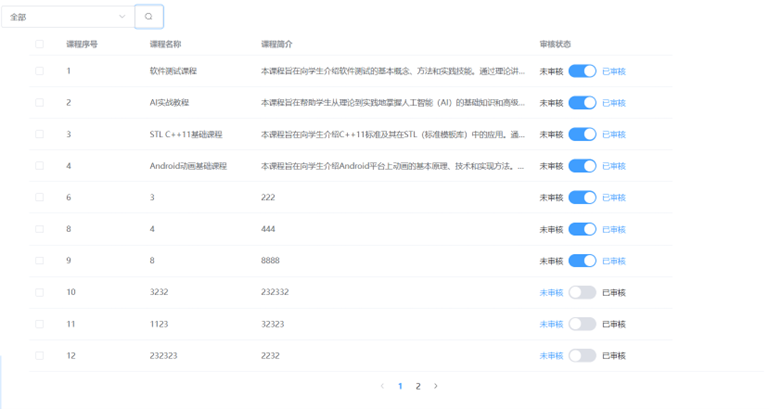 全部
课程序号 课程名称 课程简介 审核状态
1 软件测试课程 本课程旨在向学生介绍软件测试的基本概念、方法和实践技能。通过理论讲... 未审核 已审核
2 AI实战教程 本课程旨在帮助学生从理论到实践地掌握人工智能（AI）的基础知识和高级... 未审核 已审核
3 STL C++11基础课程 本课程旨在向学生介绍C++11标准及其在STL（标准模板库）中的应用。通... 未审核 已审核
4 Android动画基础课程 本课程旨在向学生介绍Android平台上动画的基本原理、技术和实现方法。... 未审核 已审核
6 3 222 未审核 已审核
8 4 444 未审核 已审核
9 8 8888 未审核 已审核
10 3232 232332 未审核 已审核
11 1123 32323 未审核 已审核
12 232323 2232 未审核 已审核
< 1 2 >